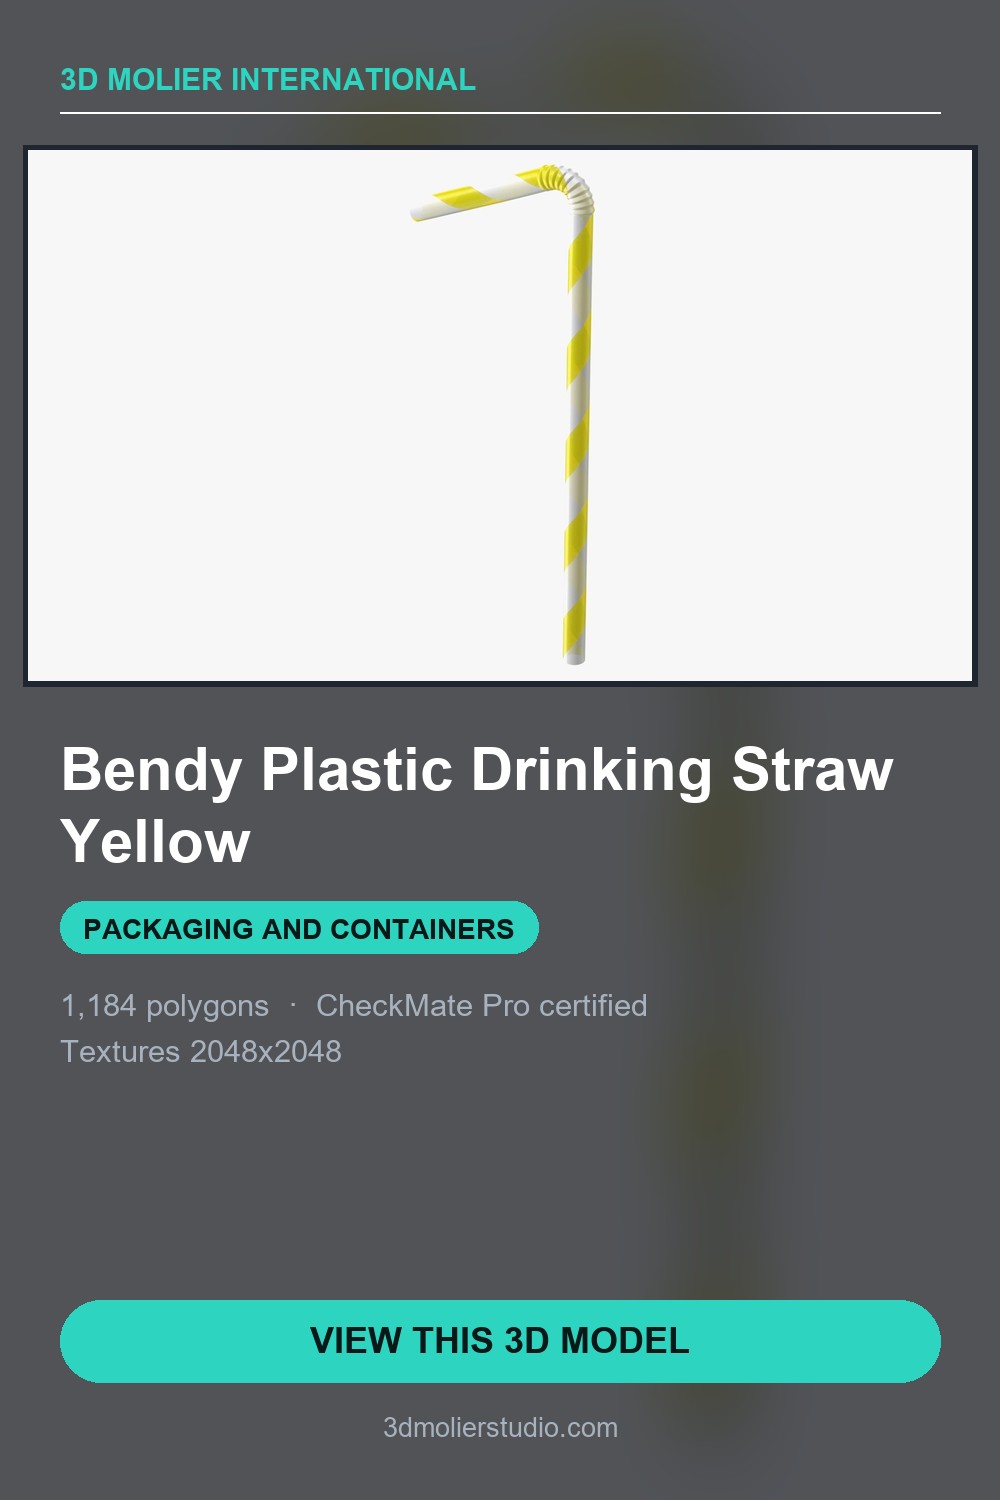 3D MOLIER INTERNATIONAL
Bendy Plastic Drinking Straw
Yellow
PACKAGING AND CONTAINERS
1,184 polygons · CheckMate Pro certified
Textures 2048x2048
VIEW THIS 3D MODEL
3dmolierstudio.com